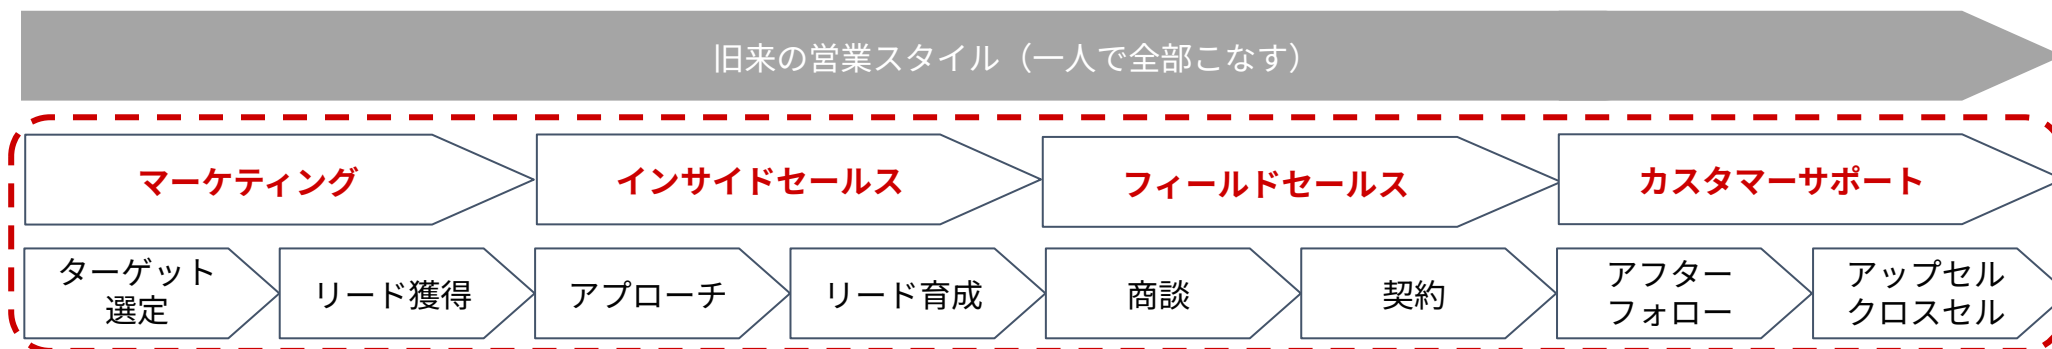 旧来の営業スタイル（一人で全部こなす）
マーケティング
インサイドセールス
フィールドセールス
カスタマーサポート
ターゲット
選定
リード獲得
アプローチ
リード育成
商談
契約
アフター
フォロー
アップセル
クロスセル